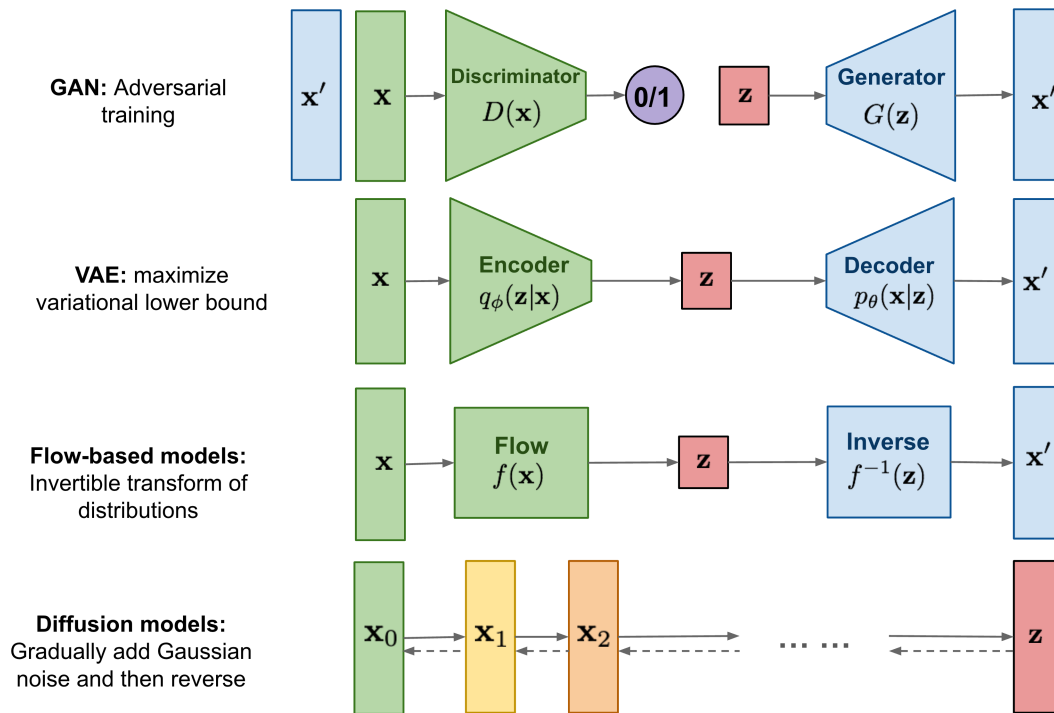 GAN: Adversarial
training
x′
x
Discriminator
D(x)
0/1
z
Generator
G(z)
x′
VAE: maximize
variational lower bound
x
Encoder
qϕ(z|x)
z
Decoder
pθ(x|z)
x′
Flow-based models:
Invertible transform of
distributions
x
Flow
f(x)
z
Inverse
f⁻¹(z)
x′
Diffusion models:
Gradually add Gaussian
noise and then reverse
x₀
x₁
x₂
... ...
z